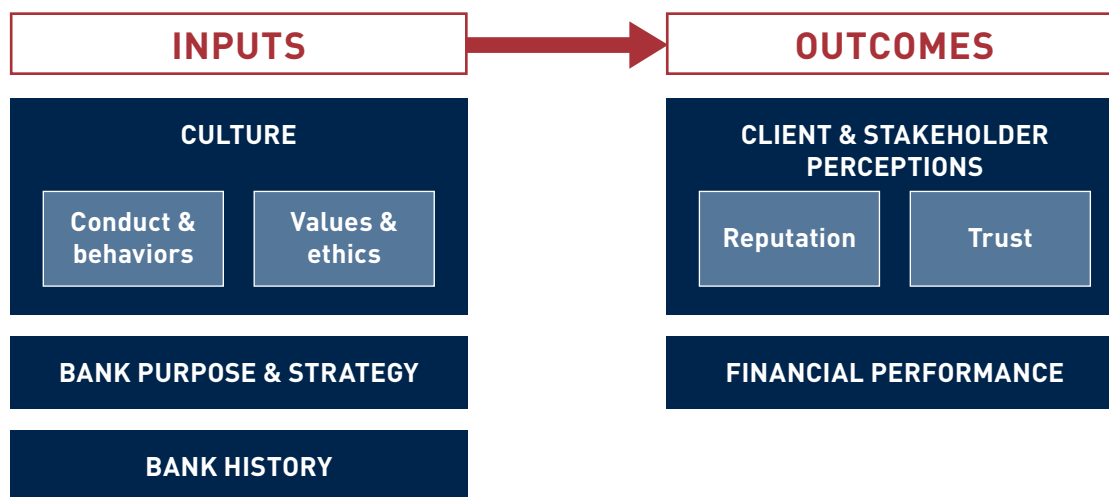 INPUTS
OUTCOMES
CULTURE
Conduct &
behaviors
Values &
ethics
BANK PURPOSE & STRATEGY
BANK HISTORY
CLIENT & STAKEHOLDER
PERCEPTIONS
Reputation
Trust
FINANCIAL PERFORMANCE